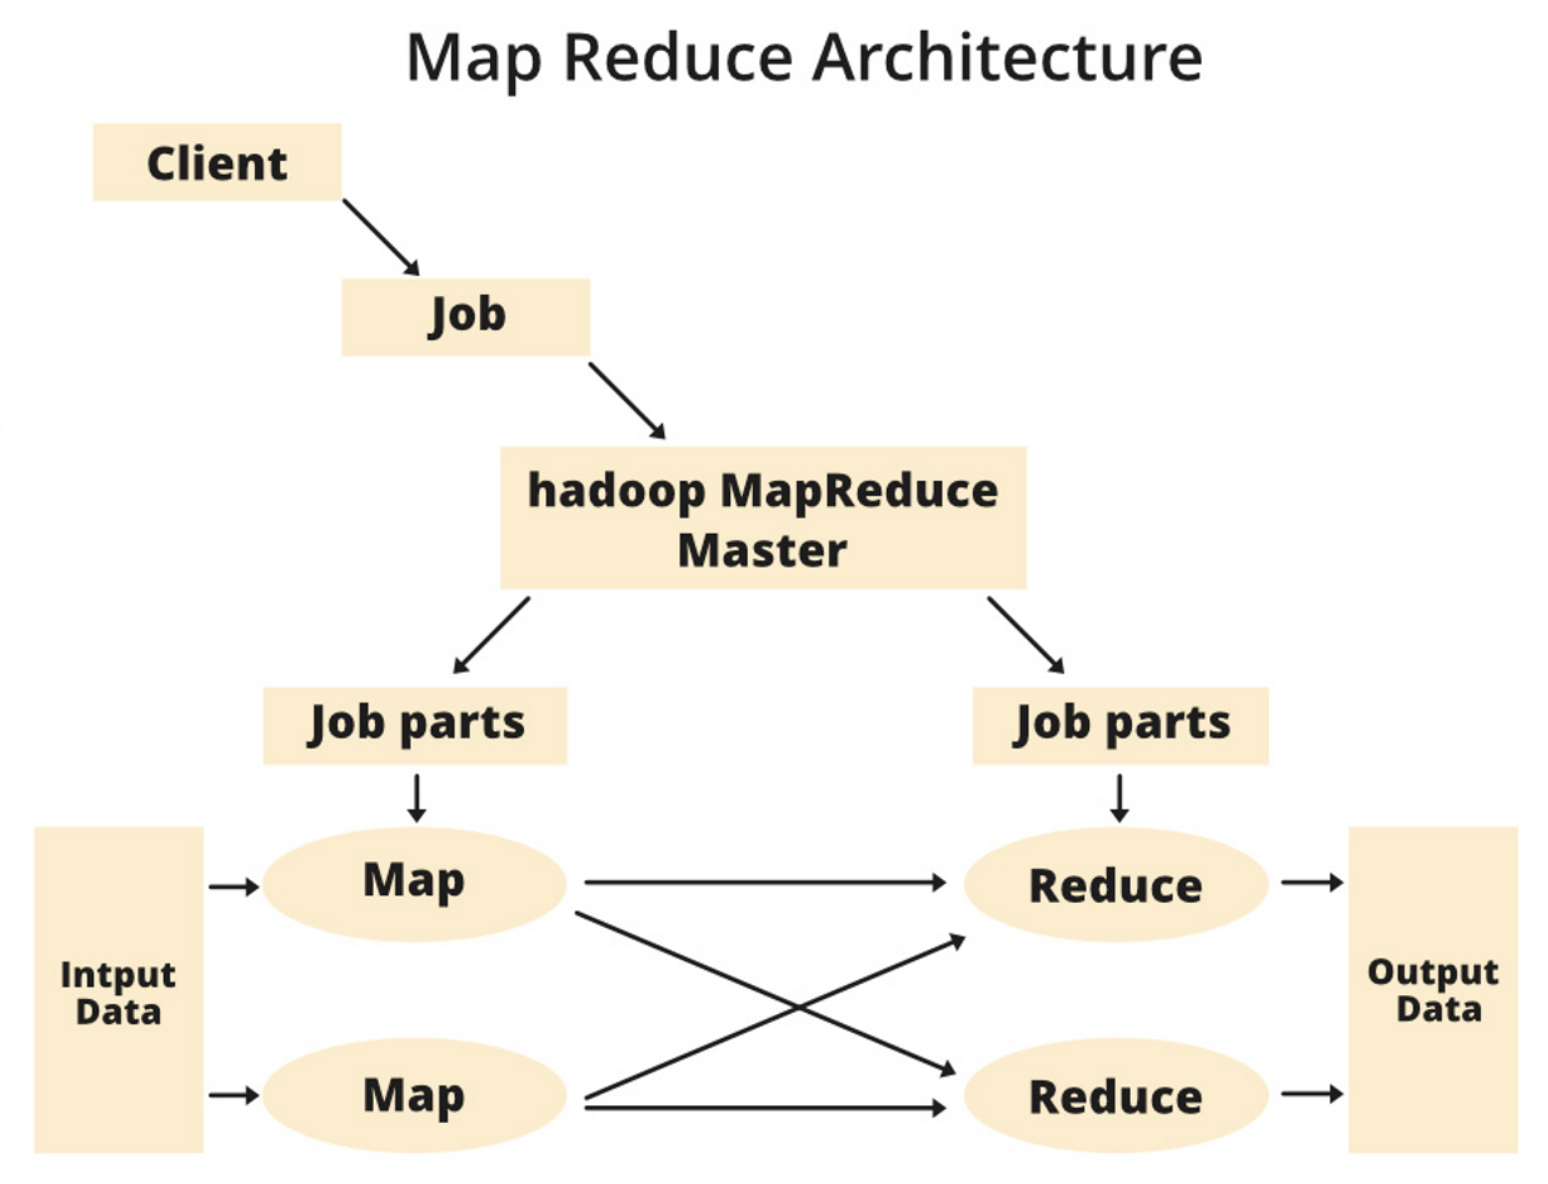 Map Reduce Architecture
Client
Job
hadoop MapReduce
Master
Job parts
Job parts
Map
Reduce
Intput
Data
Output
Data
Map
Reduce